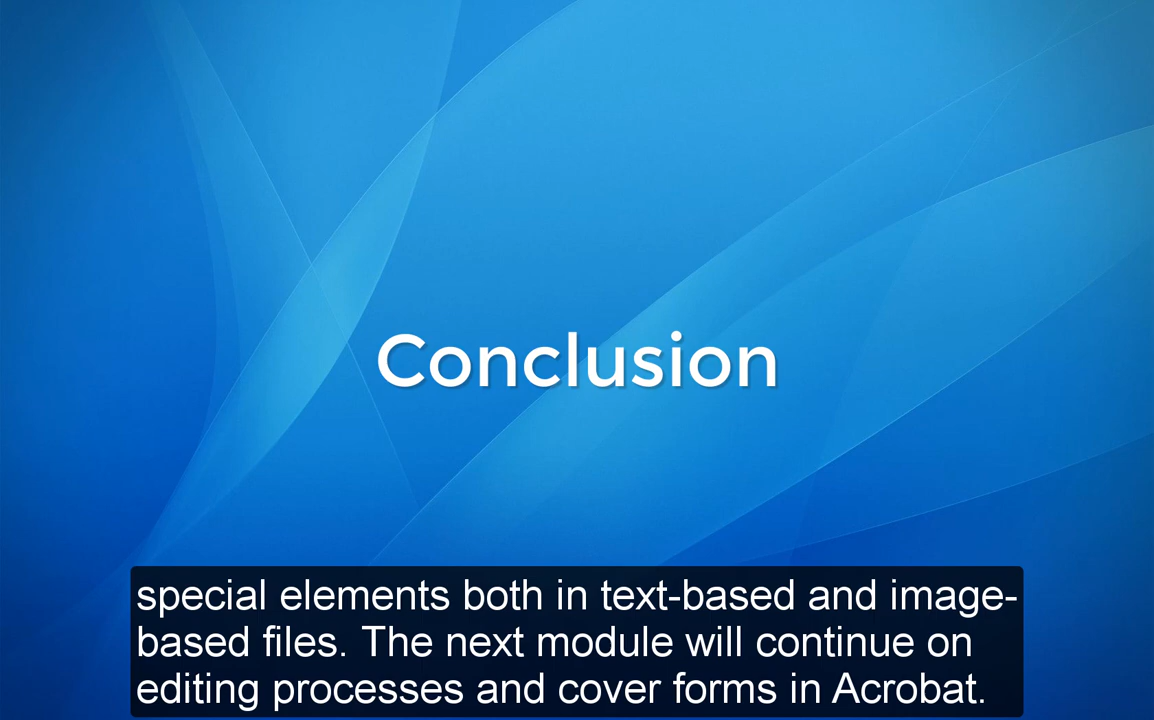 Conclusion
special elements both in text-based and image-
based files. The next module will continue on
editing processes and cover forms in Acrobat.